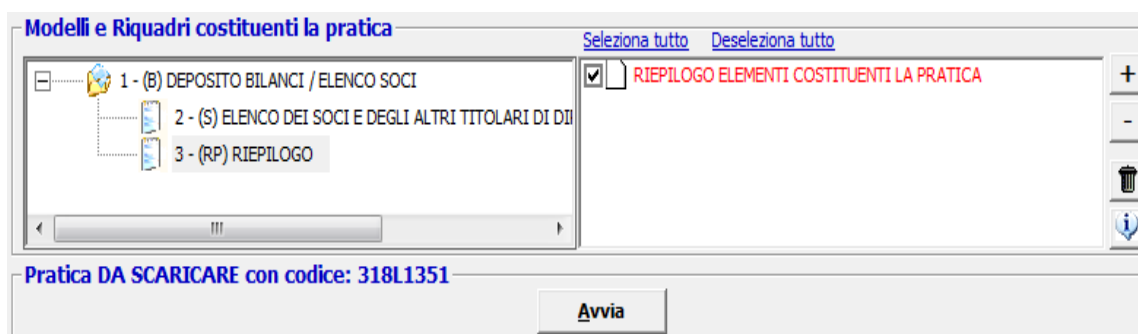 Modelli e Riquadri costituenti la pratica
Seleziona tutto Deseleziona tutto
1 - (B) DEPOSITO BILANCI / ELENCO SOCI
2 - (S) ELENCO DEI SOCI E DEGLI ALTRI TITOLARI DI
3 - (RP) RIEPILOGO
RIEPILOGO ELEMENTI COSTITUENTI LA PRATICA
+
-
Pratica DA SCARICARE con codice: 318L1351
Avvia